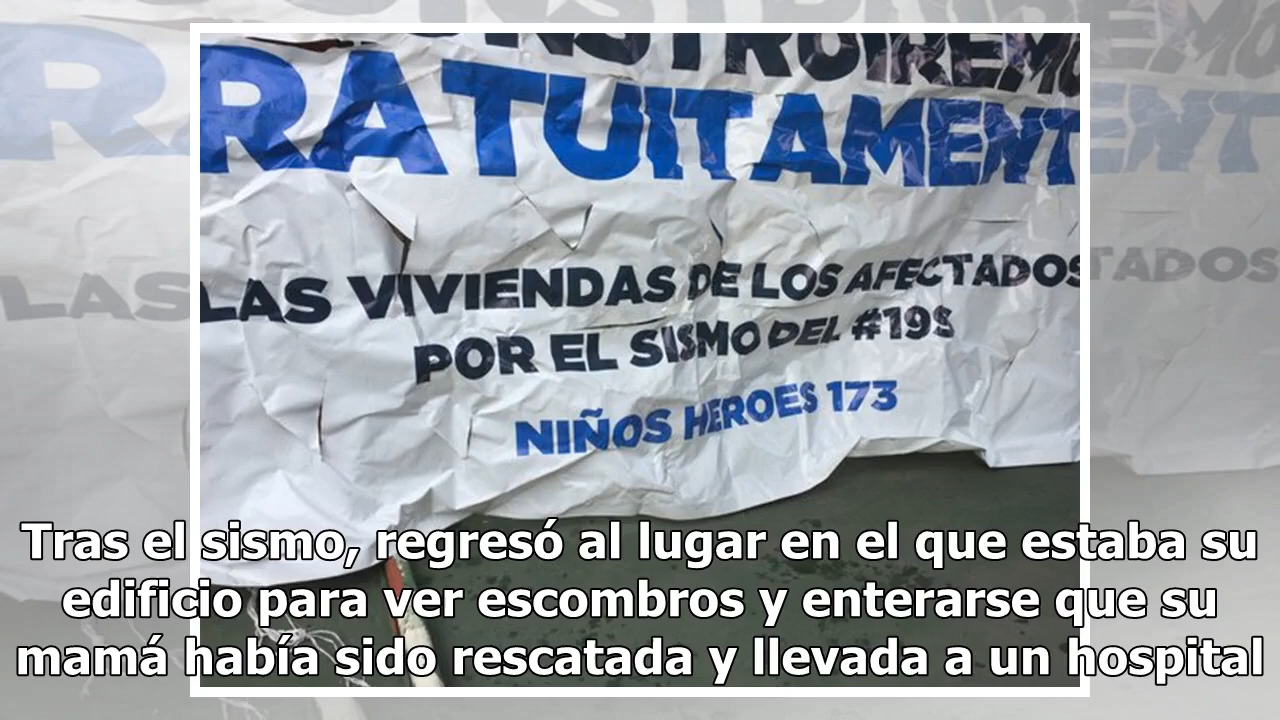 ONSTRUIREMO
RATUITAMENT
LAS VIVIENDAS DE LOS AFECTADOS
POR EL SISMO DEL #19S
NIÑOS HEROES 173
Tras el sismo, regresó al lugar en el que estaba su
edificio para ver escombros y enterarse que su
mamá había sido rescatada y llevada a un hospital